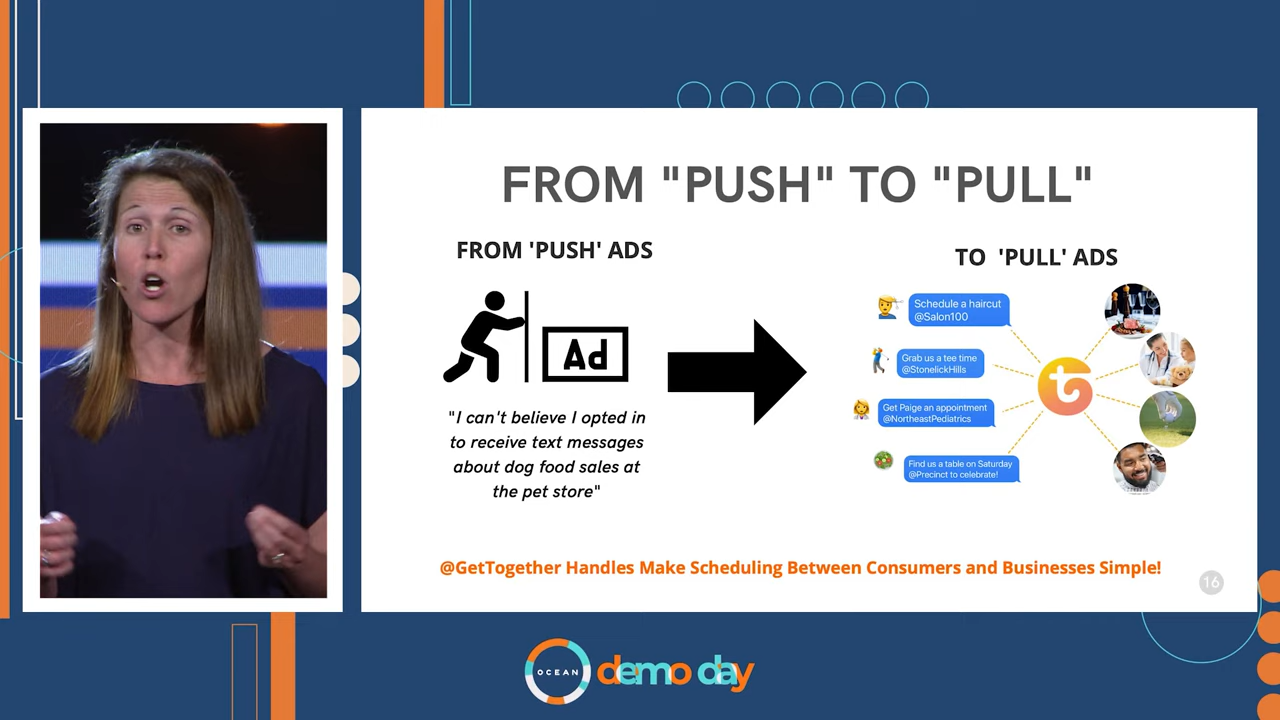 FROM "PUSH" TO "PULL"
FROM 'PUSH' ADS
Ad
"I can't believe I opted in
to receive text messages
about dog food sales at
the pet store"
TO 'PULL' ADS
Schedule a haircut
@Salon100
Grab us a tee time
@StonelickHills
Get Paige an appointment
@NortheastPediatrics
Find us a table on Saturday
@Precinct to celebrate!
t
@GetTogether Handles Make Scheduling Between Consumers and Businesses Simple!
16
OCEAN
demo day